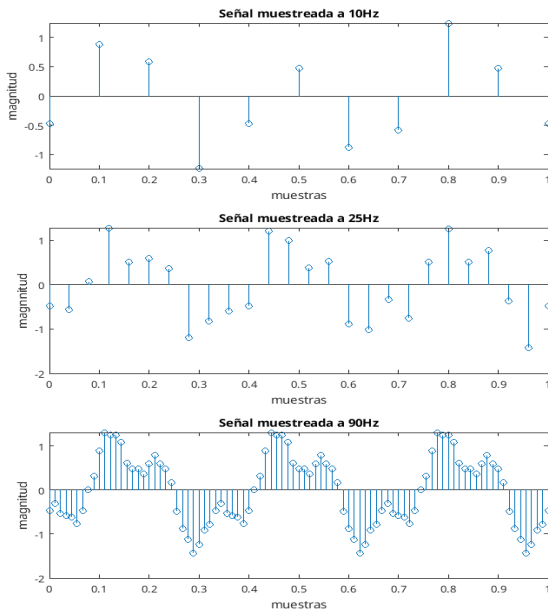 Señal muestreada a 10Hz
1
0.5
0
-0.5
-1
magnitud
0 0.1 0.2 0.3 0.4 0.5 0.6 0.7 0.8 0.9 1
muestras
Señal muestreada a 25Hz
1
0
-1
-2
magnnitud
0 0.1 0.2 0.3 0.4 0.5 0.6 0.7 0.8 0.9 1
muestras
Señal muestreada a 90Hz
1
0
-1
-2
magnitud
0 0.1 0.2 0.3 0.4 0.5 0.6 0.7 0.8 0.9 1
muestras